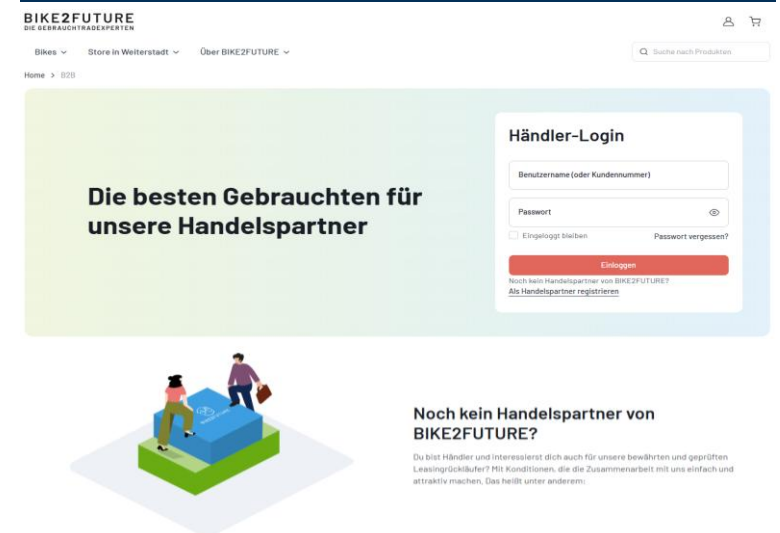 BIKE2FUTURE
DIE GEBRAUCHTRADEXPERTEN
Bikes
Store in Weiterstadt
Über BIKE2FUTURE
Suche nach Produkten
Home > B2B
Die besten Gebrauchten für
unsere Handelspartner
Händler-Login
Benutzername (oder Kundennummer)
Passwort
Eingeloggt bleiben
Passwort vergessen?
Einloggen
Noch kein Handelspartner von BIKE2FUTURE?
Als Handelspartner registrieren
BIKE2FUTURE
Noch kein Handelspartner von
BIKE2FUTURE?
Du bist Händler und interessierst dich auch für unsere bewährten und geprüften
Leasingrückläufer? Mit Konditionen, die die Zusammenarbeit mit uns einfach und
attraktiv machen. Das heißt unter anderem: